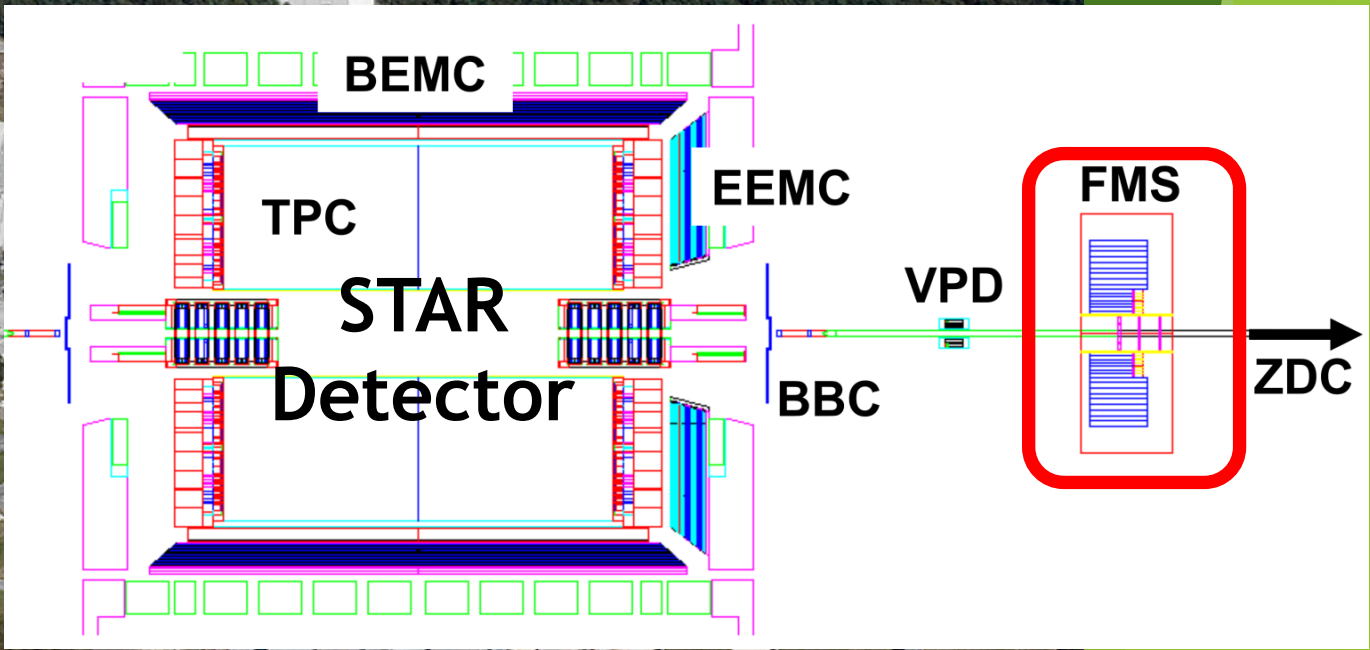 BEMC
FMS
EEMC
TPC
VPD
STAR
Detector
ZDC
BBC